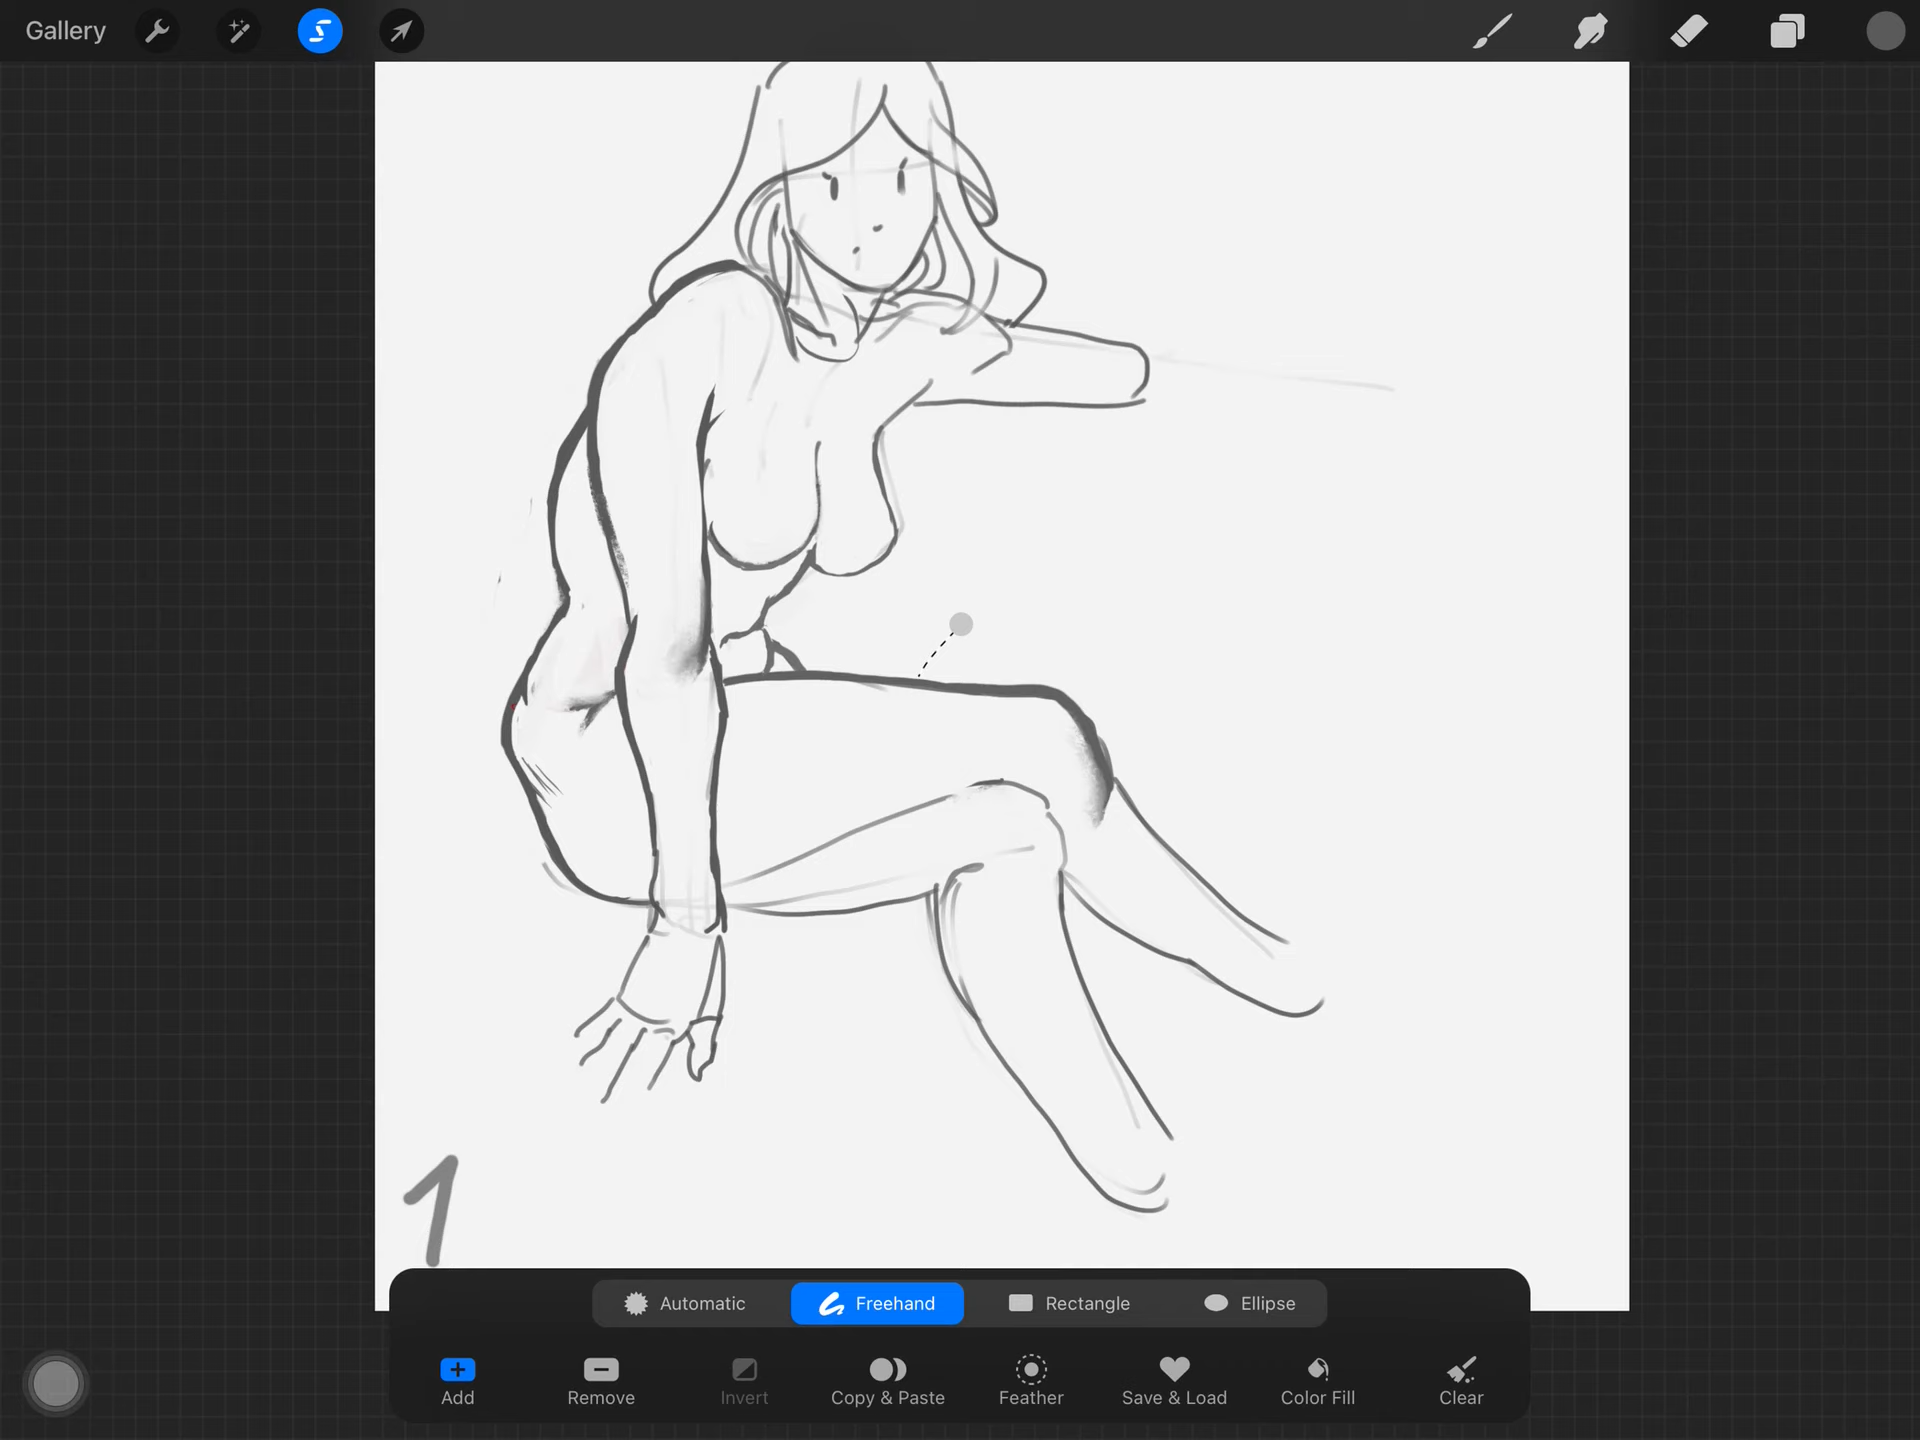 Gallery
1
Automatic
Freehand
Rectangle
Ellipse
Add
Remove
Invert
Copy & Paste
Feather
Save & Load
Color Fill
Clear